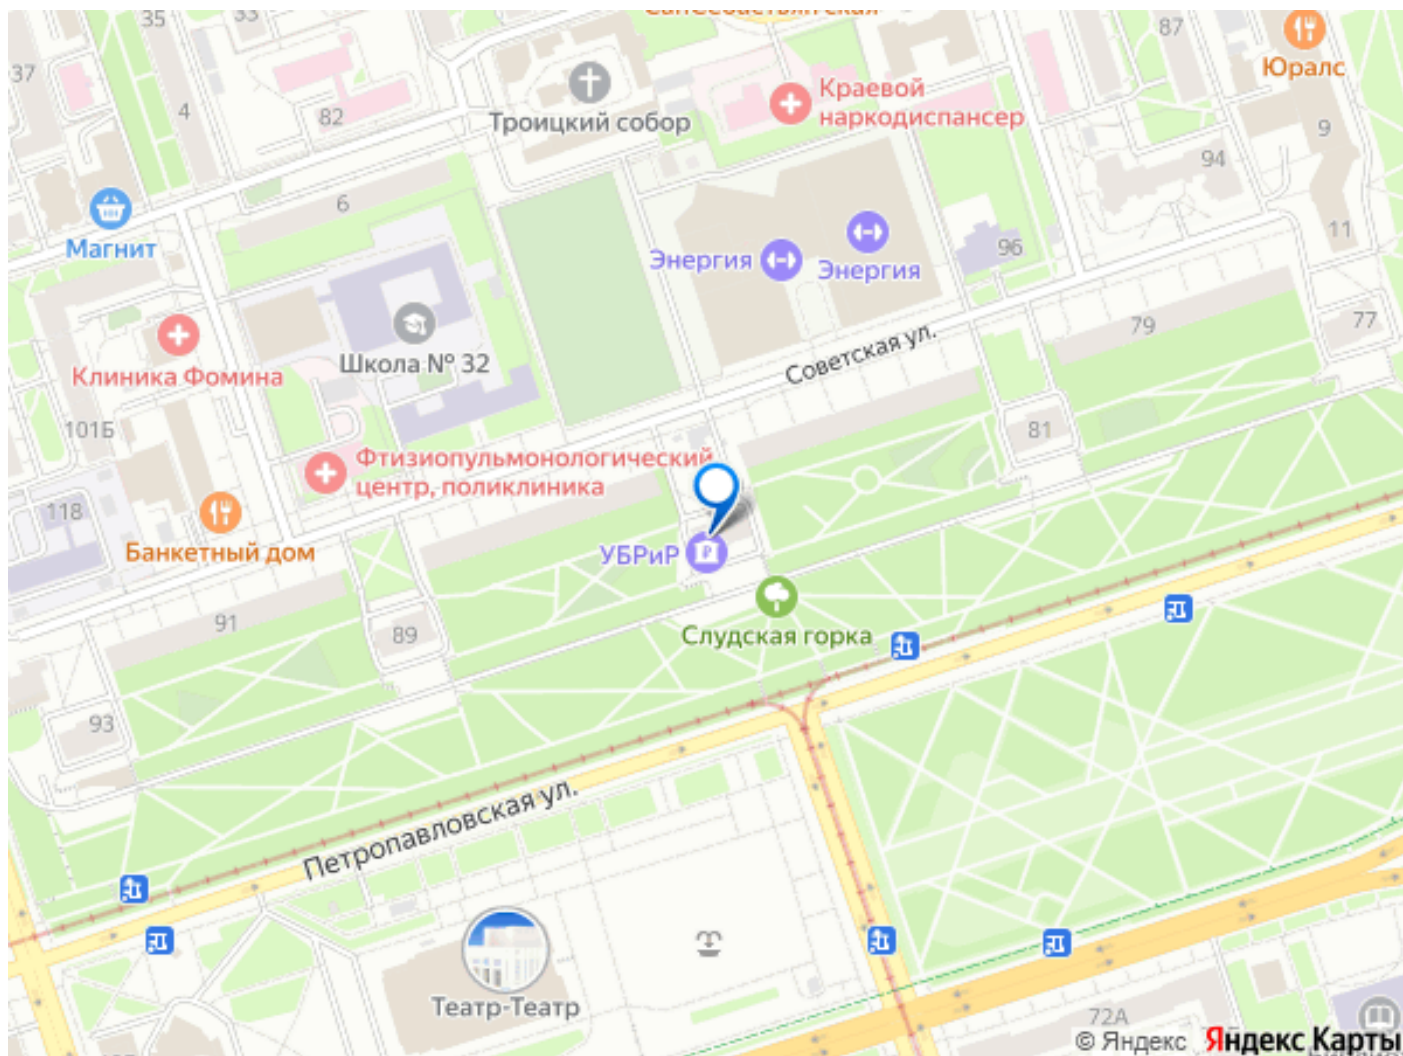 35
33
87
37
Юралс
4
82
Краевой
наркодиспансер
Троицкий собор
9
94
6
Магнит
11
96
Энергия
Энергия
77
79
Советская ул.
Школа № 32
Клиника Фомина
101Б
81
Фтизиопульмонологический
центр, поликлиника
118
Банкетный дом
УБРиР
91
89
Слудская горка
93
Петропавловская ул.
Театр-Театр
72А
© Яндекс Яндекс Карты